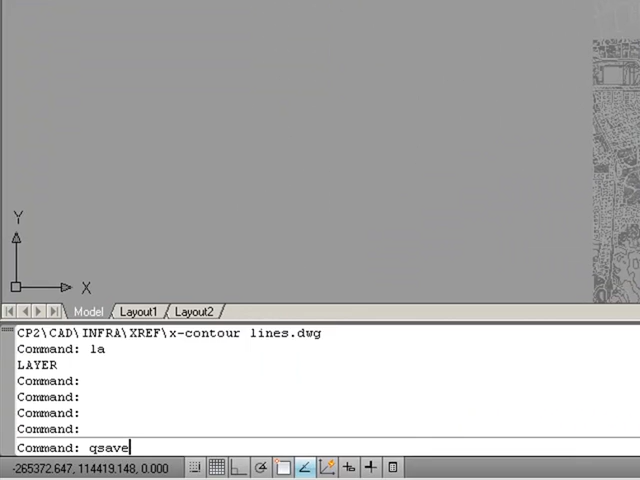 Y
X
Model Layout1 Layout2
CP2\CAD\INFRA\XREF\x-contour lines.dwg
Command: la
LAYER
Command:
Command:
Command:
Command:
Command: qsave
-265372.647, 114419.148, 0.000